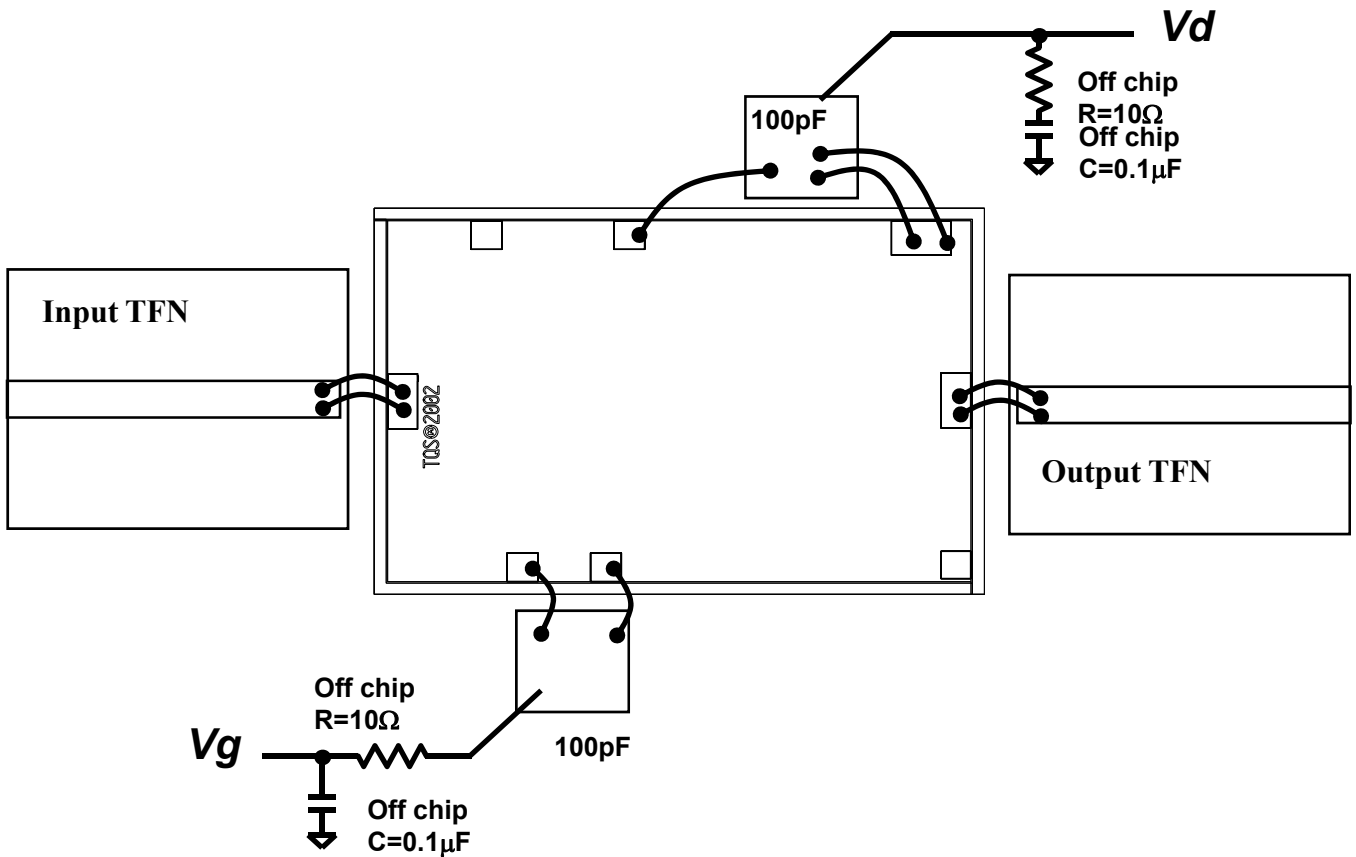 Vd
Off chip
R=10Ω
Off chip
C=0.1μF
100pF
Input TFN
TQS©2002
Output TFN
Off chip
R=10Ω
Vg
100pF
Off chip
C=0.1μF